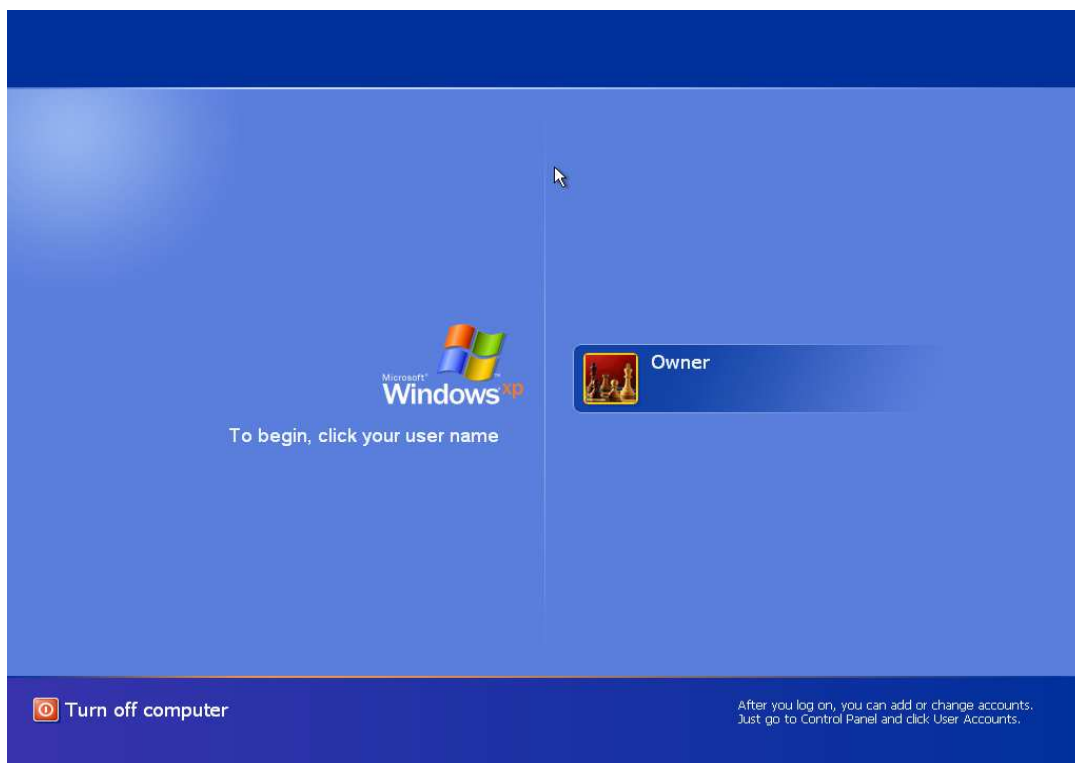 Microsoft®
Windows xp™
To begin, click your user name
Owner
Turn off computer
After you log on, you can add or change accounts.
Just go to Control Panel and click User Accounts.